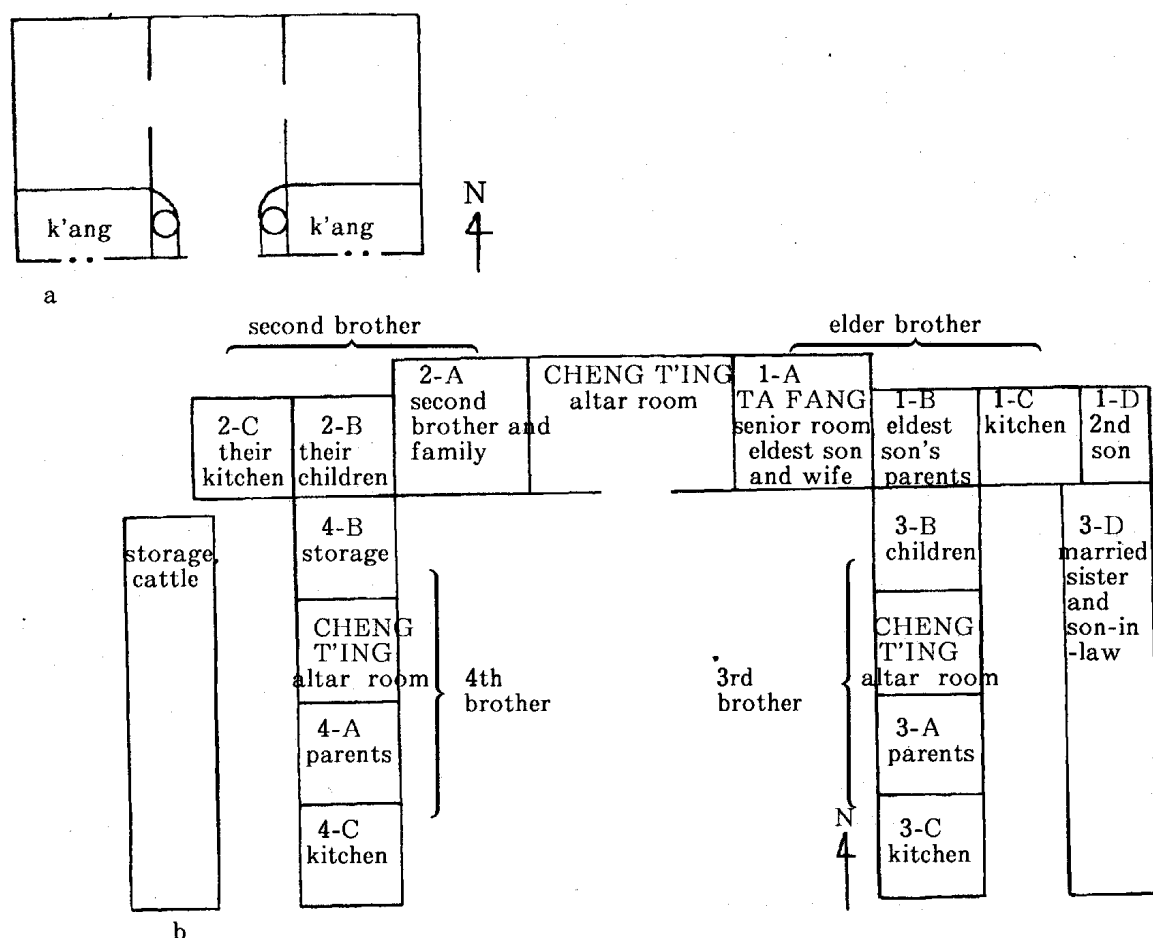 k'ang
k'ang
N
a
second brother
elder brother
2-C
their
kitchen
2-B
their
children
2-A
second
brother and
family
CHENG T'ING
altar room
1-A
TA FANG
senior room
eldest son
and wife
1-B
eldest
son's
parents
1-C
kitchen
1-D
2nd
son
storage
cattle
4-B
storage
CHENG
T'ING
altar room
4-A
parents
4-C
kitchen
4th
brother
3rd
brother
3-B
children
CHENG
T'ING
altar room
3-A
parents
3-C
kitchen
3-D
married
sister
and
son-in
-law
N
b